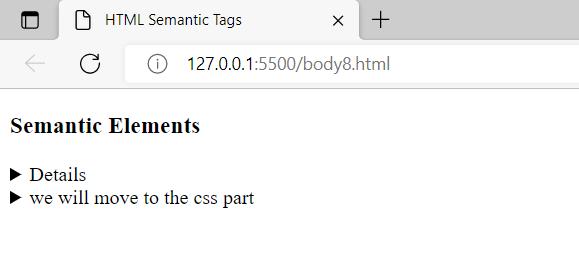 HTML Semantic Tags
127.0.0.1:5500/body8.html
Semantic Elements
Details
we will move to the css part